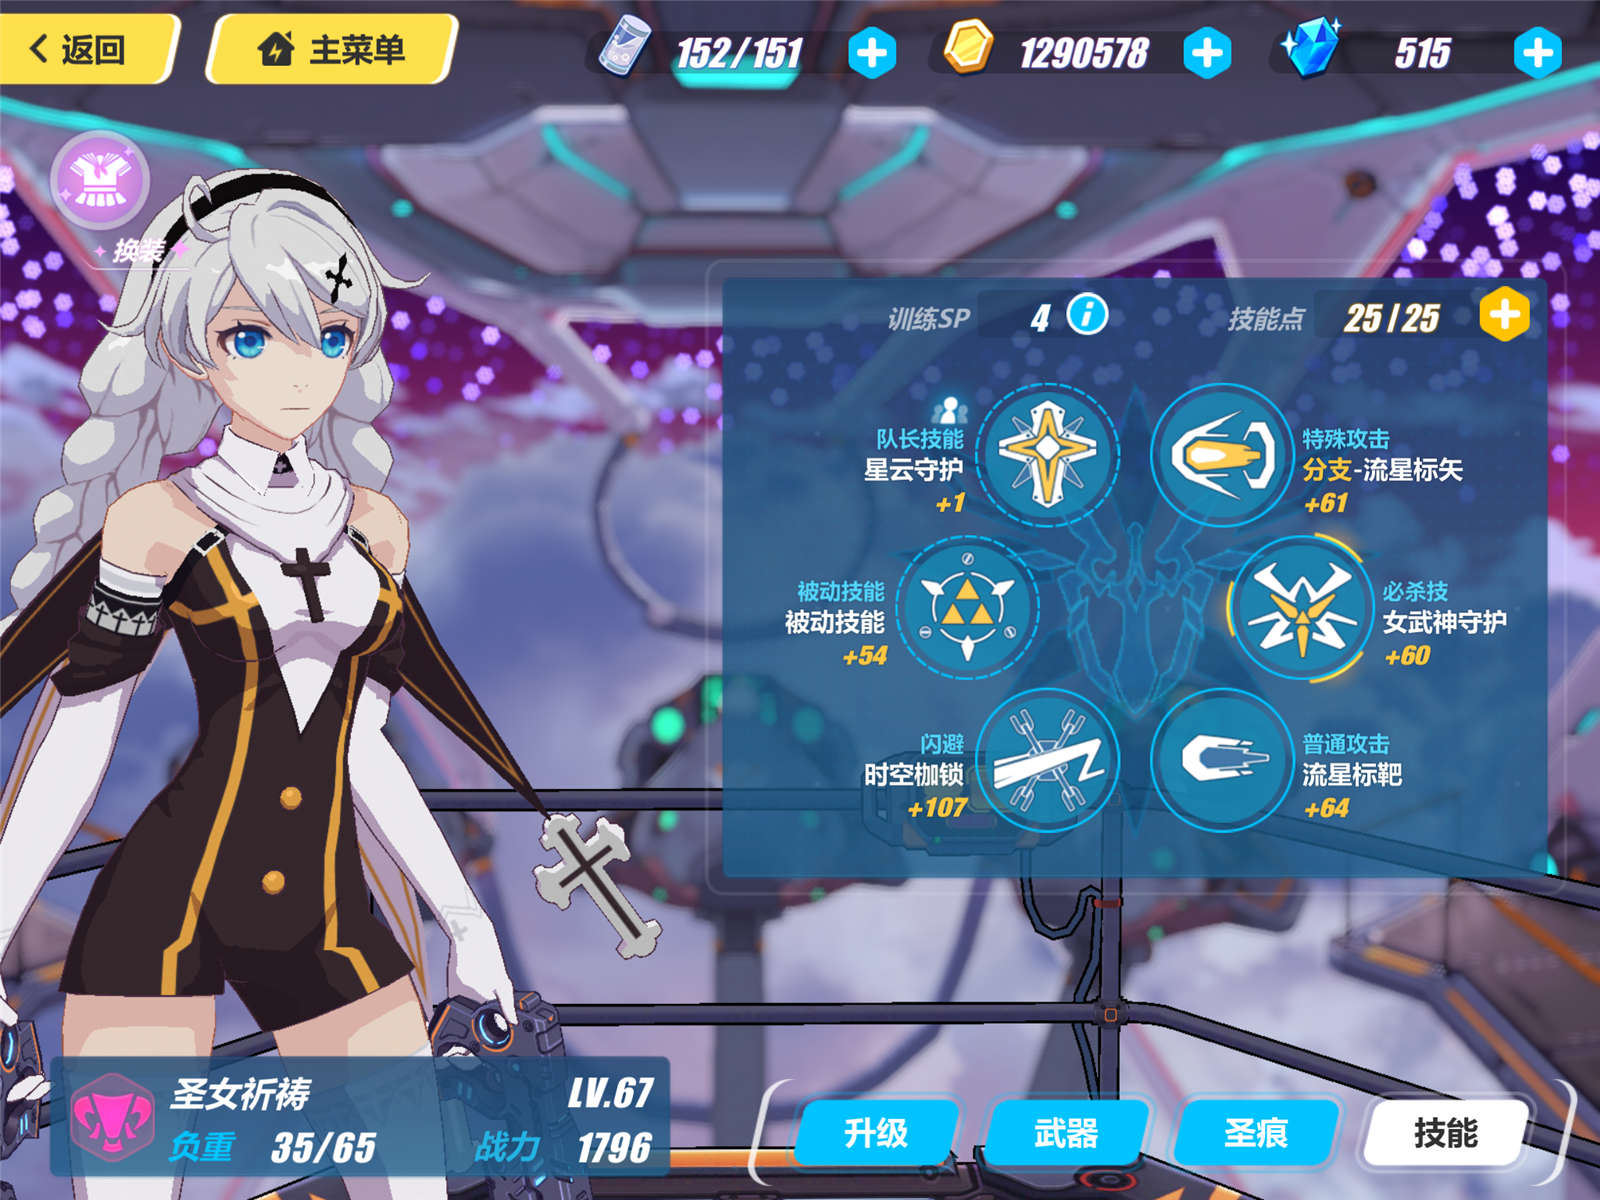 返回
主菜单
152/151
1290578
515
换装
训练SP
4
技能点
25/25
队长技能
星云守护
+1
特殊攻击
分支-流星标矢
+61
被动技能
被动技能
+54
必杀技
女武神守护
+60
闪避
时空枷锁
+107
普通攻击
流星标靶
+64
圣女祈祷
LV.67
负重
35/65
战力
1796
升级
武器
圣痕
技能